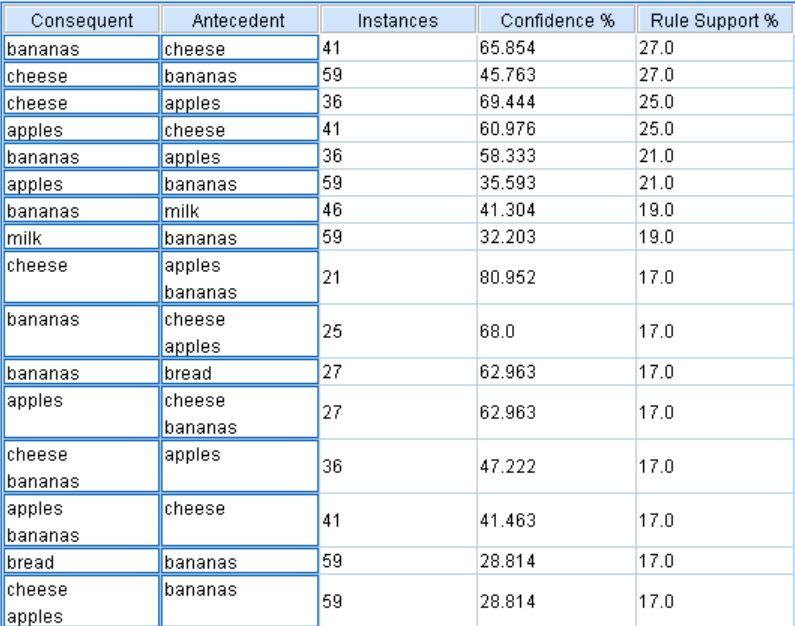 Consequent Antecedent Instances Confidence % Rule Support %
bananas cheese 41 65.854 27.0
cheese bananas 59 45.763 27.0
cheese apples 36 69.444 25.0
apples cheese 41 60.976 25.0
bananas apples 36 58.333 21.0
apples bananas 59 35.593 21.0
bananas milk 46 41.304 19.0
milk bananas 59 32.203 19.0
cheese apples 21 80.952 17.0
bananas
bananas cheese 25 68.0 17.0
apples
bananas bread 27 62.963 17.0
apples cheese 27 62.963 17.0
bananas
cheese apples 36 47.222 17.0
bananas
apples cheese 41 41.463 17.0
bananas
bread bananas 59 28.814 17.0
cheese bananas 59 28.814 17.0
apples